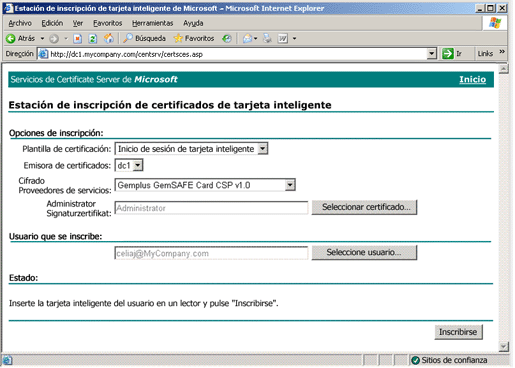 Estación de inscripción de tarjeta inteligente de Microsoft - Microsoft Internet Explorer
Archivo Edición Ver Favoritos Herramientas Ayuda
Atrás Búsqueda Favoritos
Dirección http://dc1.mycompany.com/centsrv/certsces.asp Ir Links »
Servicios de Certificate Server de Microsoft Inicio
Estación de inscripción de certificados de tarjeta inteligente
Opciones de inscripción:
Plantilla de certificación: Inicio de sesión de tarjeta inteligente
Emisora de certificados: dc1
Cifrado
Proveedores de servicios: Gemplus GemSAFE Card CSP v1.0
Administrator
Signaturzertifikat: Administrator Seleccionar certificado...
Usuario que se inscribe:
celiaj@MyCompany.com Seleccione usuario...
Estado:
Inserte la tarjeta inteligente del usuario en un lector y pulse "Inscribirse".
Inscribirse
Sitios de confianza